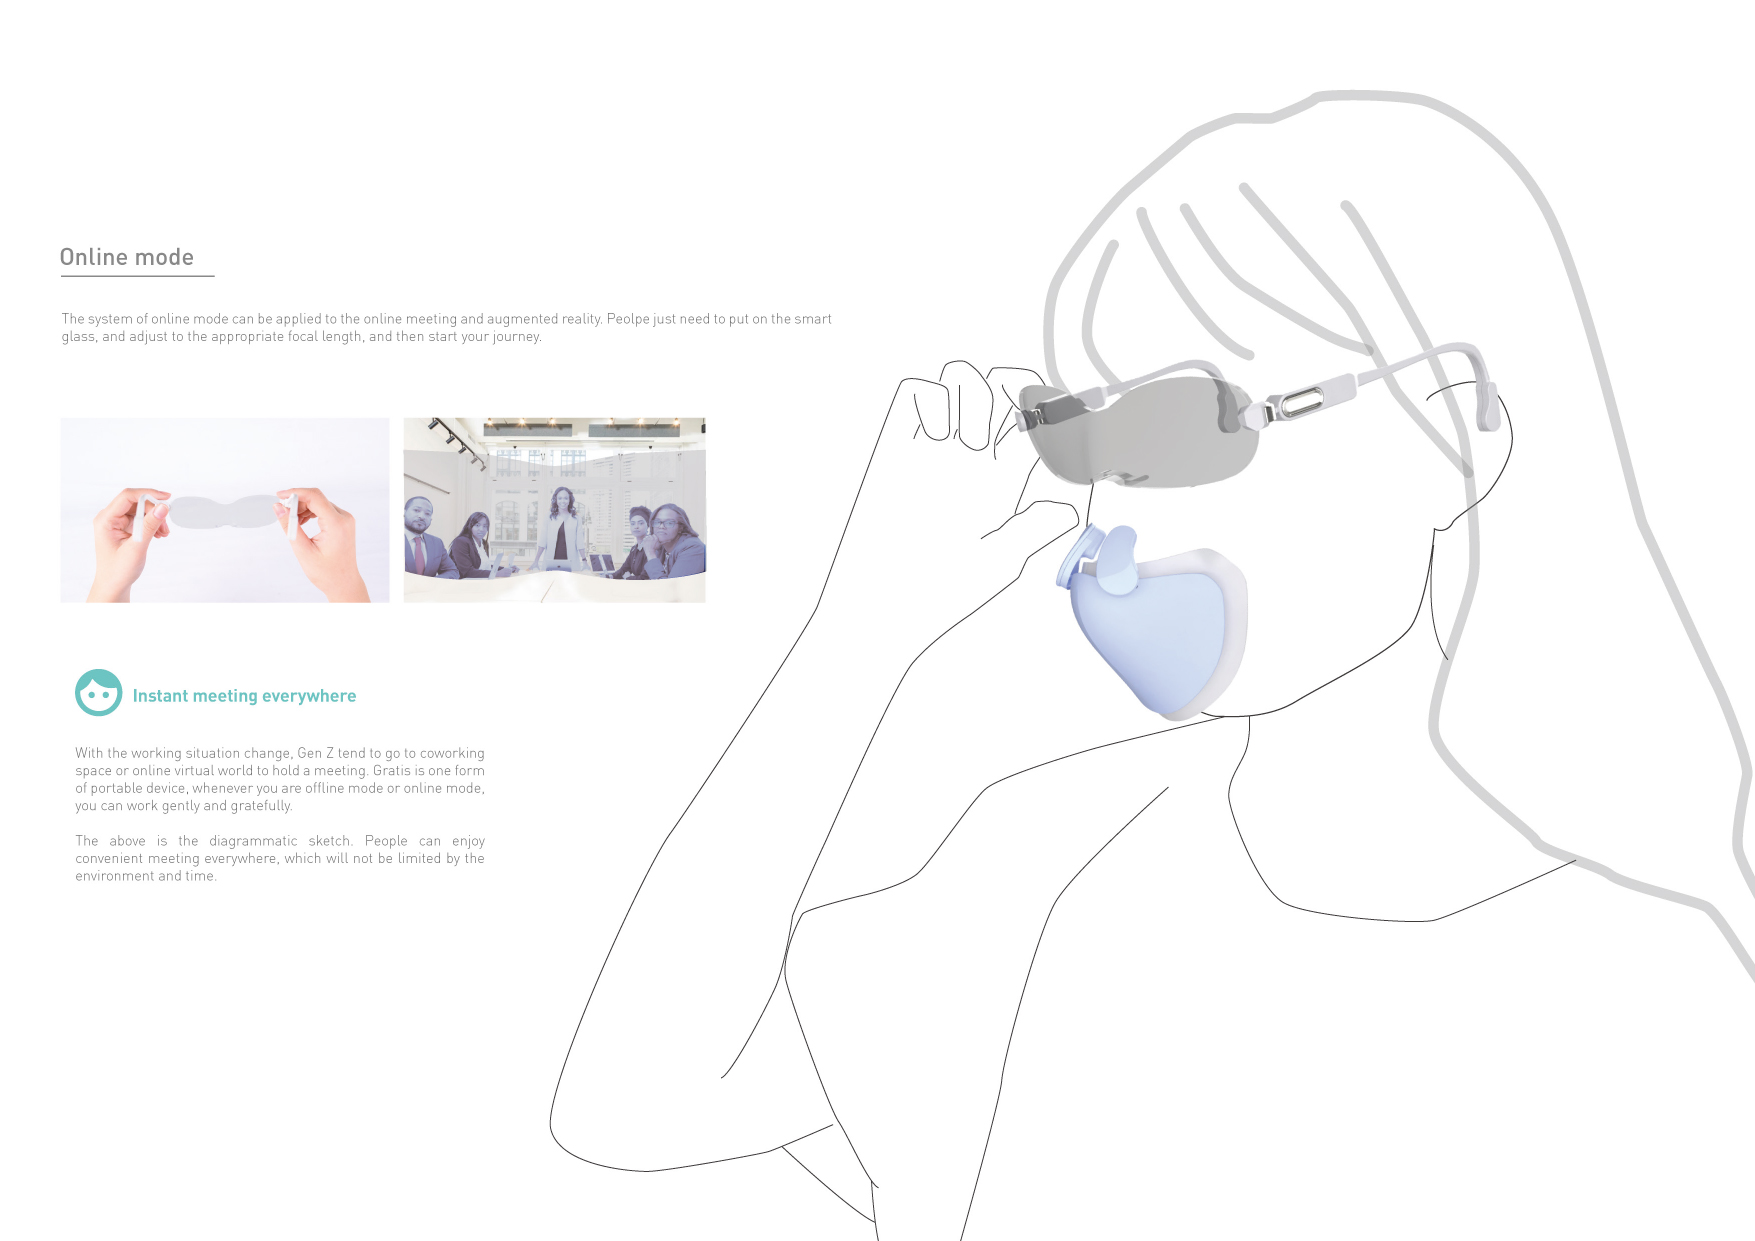 Online mode
The system of online mode can be applied to the online meeting and augmented reality. Peolpe just need to put on the smart
glass, and adjust to the appropriate focal length, and then start your journey.
Instant meeting everywhere
With the working situation change, Gen Z tend to go to coworking
space or online virtual world to hold a meeting. Gratis is one form
of portable device, whenever you are offline mode or online mode,
you can work gently and gratefully.
The above is the diagrammatic sketch. People can enjoy
convenient meeting everywhere, which will not be limited by the
environment and time.